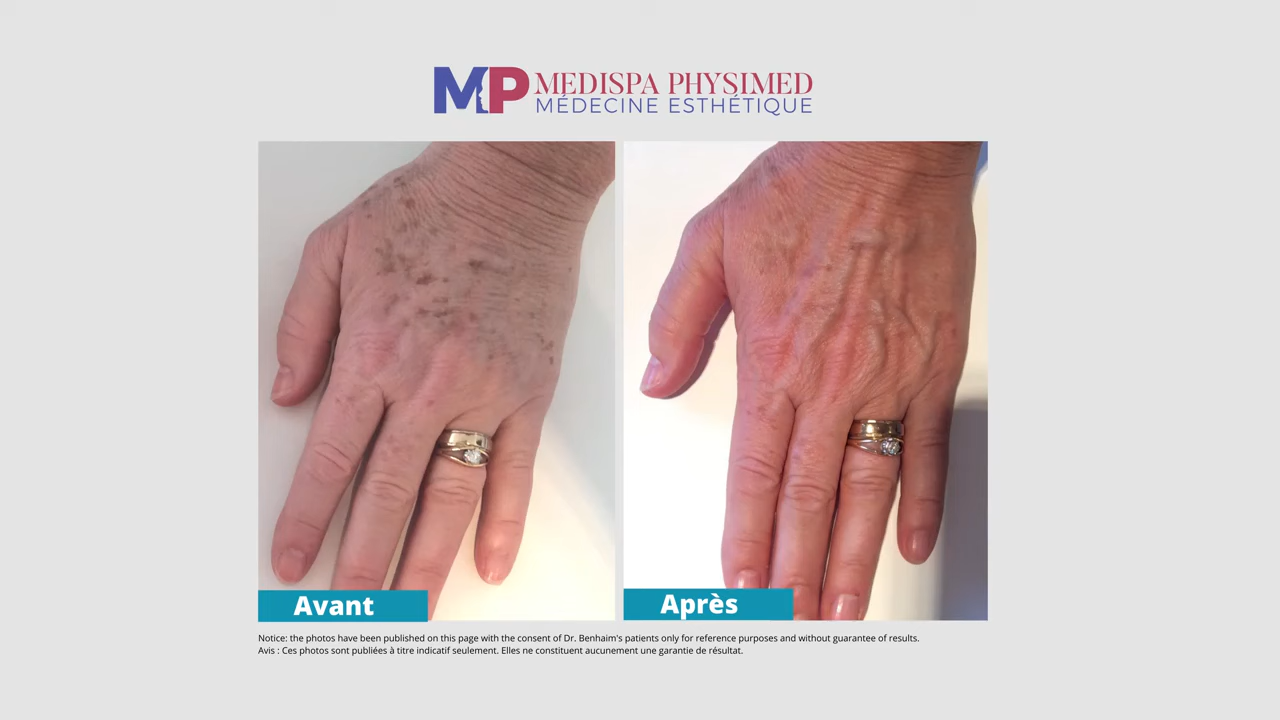 MP MEDISPA PHYSIMED
MÉDECINE ESTHÉTIQUE
Avant
Après
Notice: the photos have been published on this page with the consent of Dr. Benhaim's patients only for reference purposes and without guarantee of results.
Avis : Ces photos sont publiées à titre indicatif seulement. Elles ne constituent aucunement une garantie de résultat.